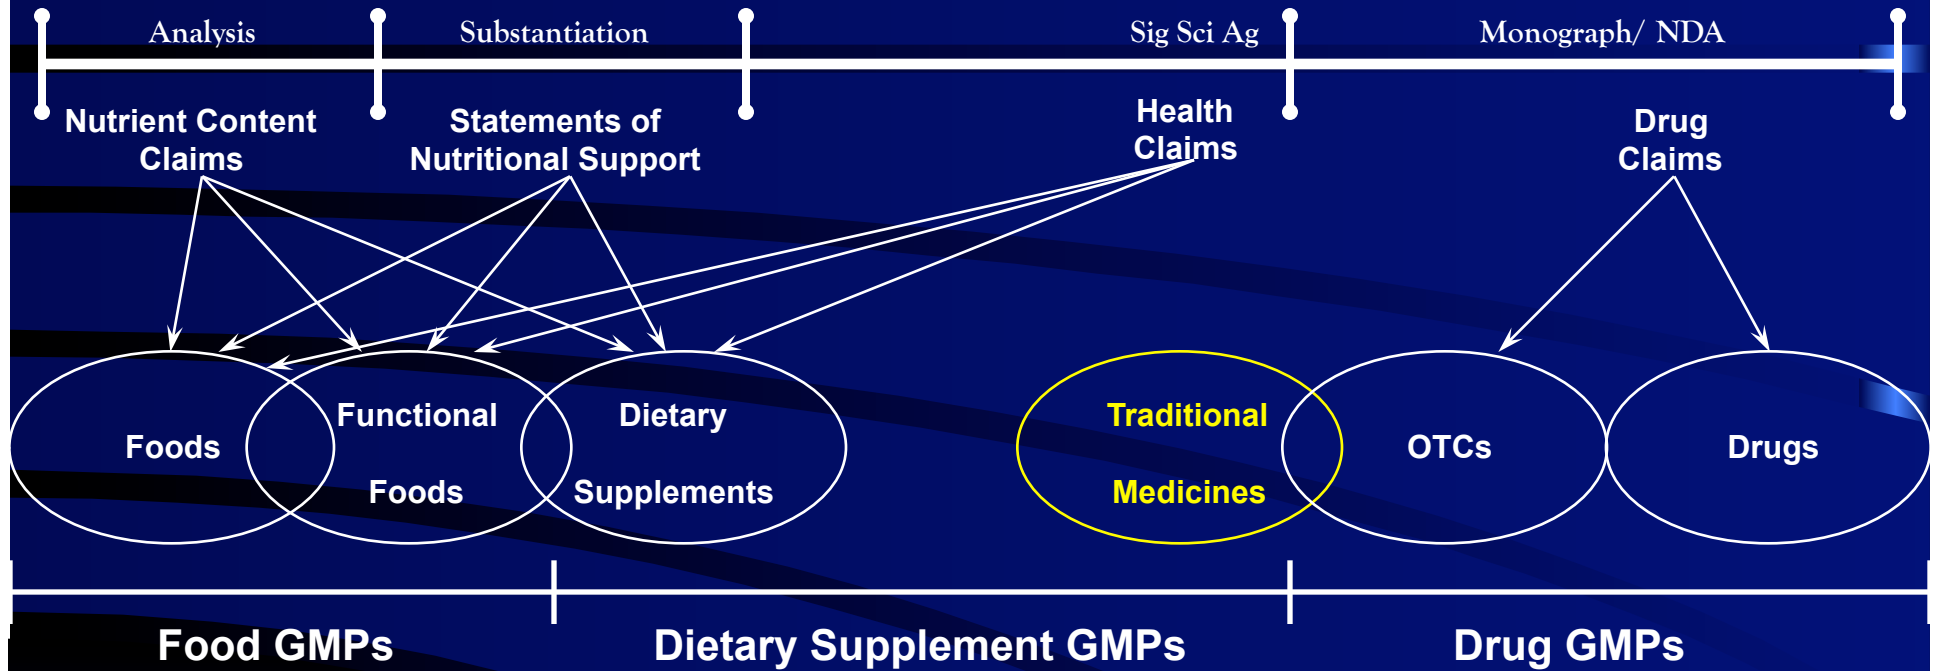 Analysis
Substantiation
Sig Sci Ag
Monograph/ NDA
Nutrient Content
Claims
Statements of
Nutritional Support
Health
Claims
Drug
Claims
Foods
Functional
Foods
Dietary
Supplements
Traditional
Medicines
OTCs
Drugs
Food GMPs
Dietary Supplement GMPs
Drug GMPs